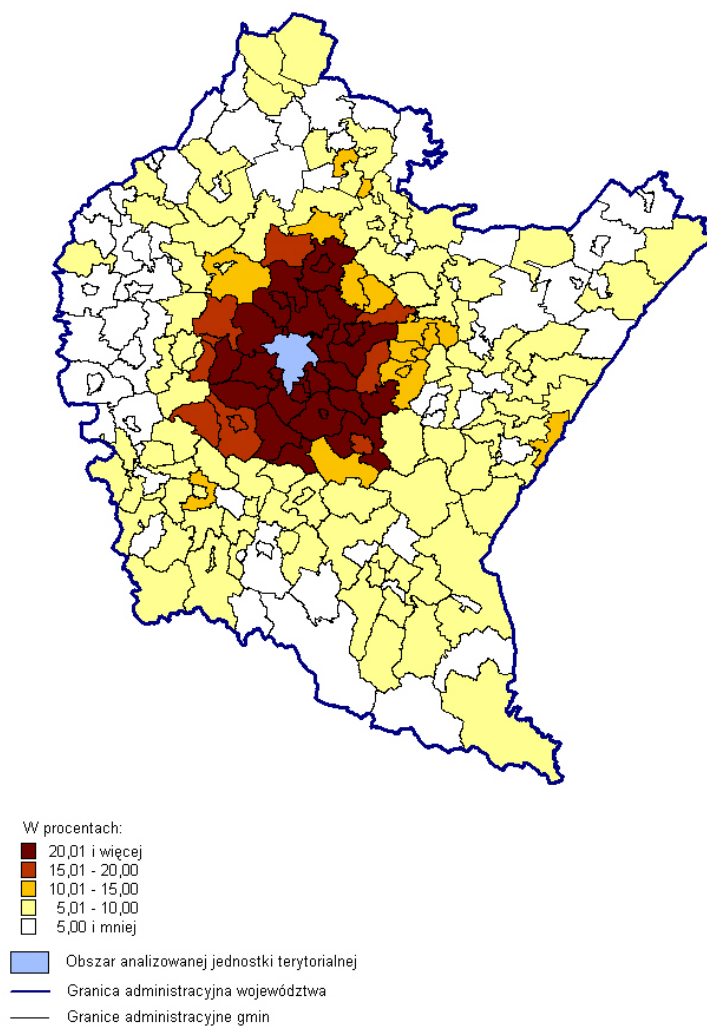 W procentach:
20,01 i więcej
15,01 - 20,00
10,01 - 15,00
5,01 - 10,00
5,00 i mniej
Obszar analizowanej jednostki terytorialnej
Granica administracyjna województwa
Granice administracyjne gmin